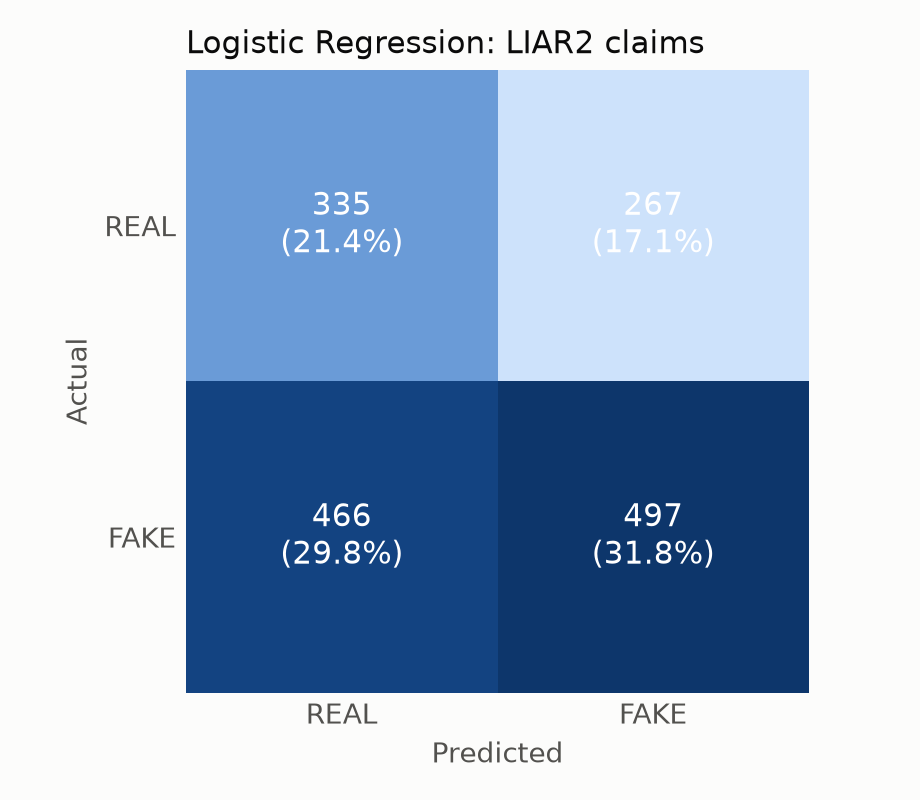 Logistic Regression: LIAR2 claims
Actual
REAL
335
(21.4%)
267
(17.1%)
FAKE
466
(29.8%)
497
(31.8%)
REAL
FAKE
Predicted